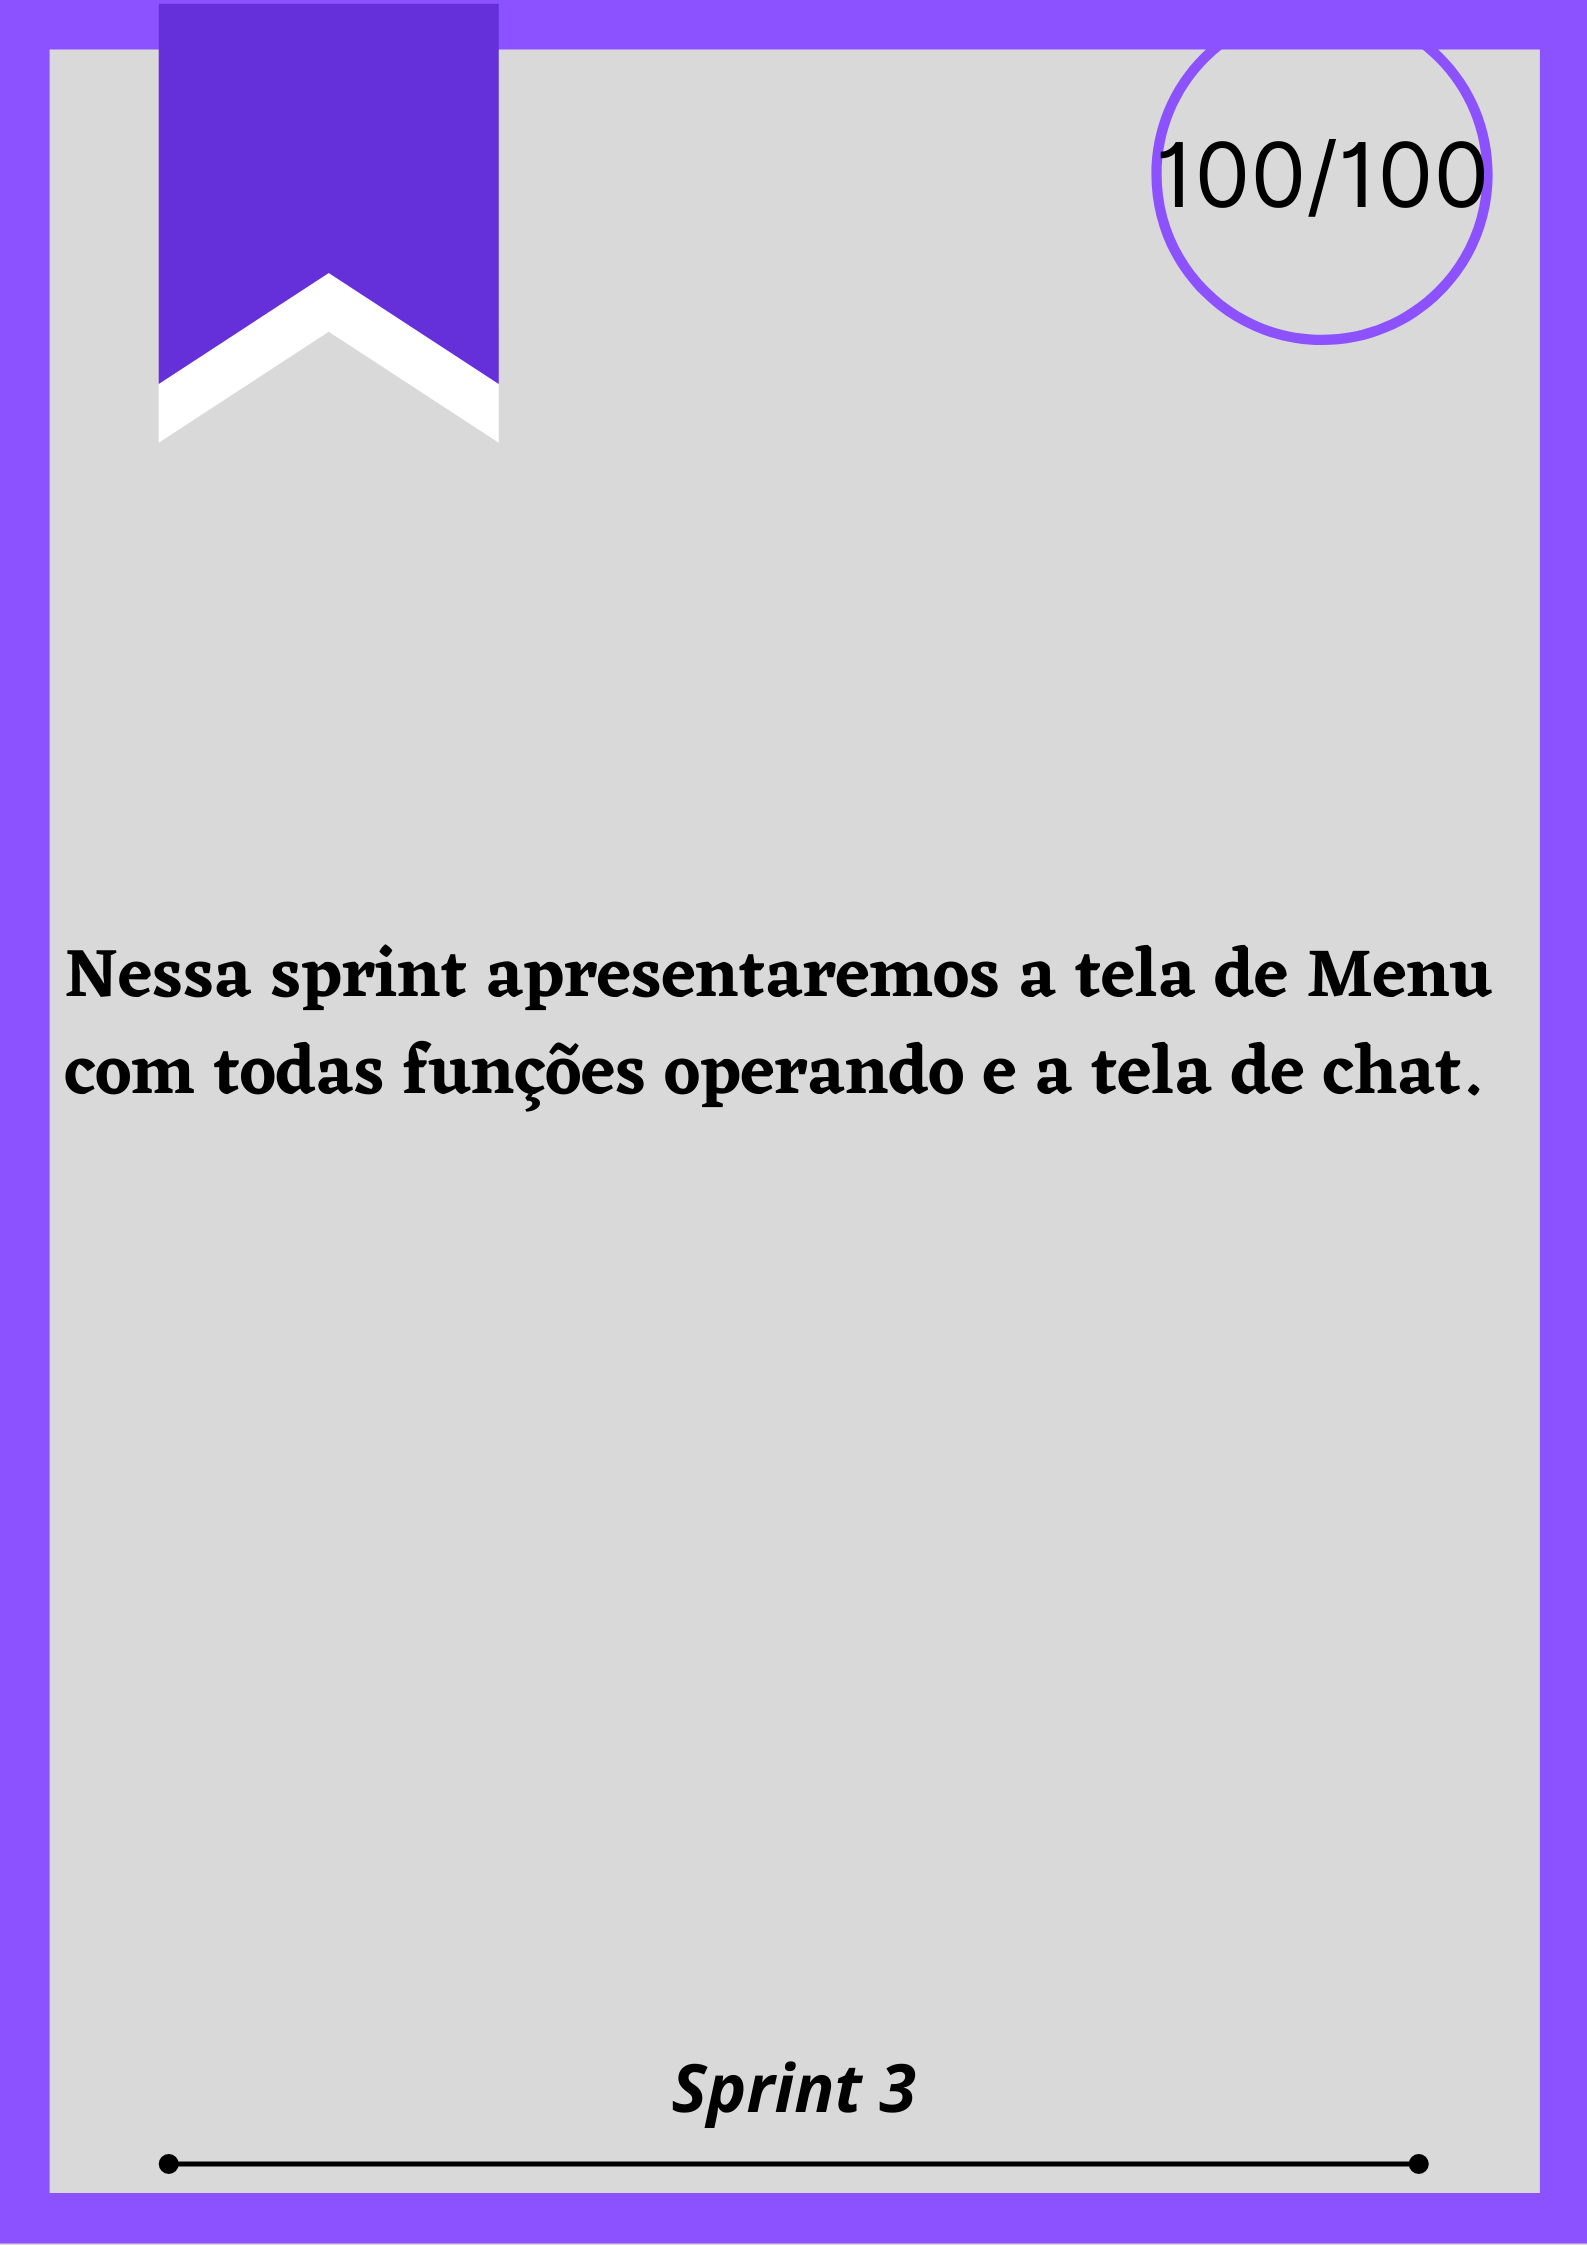 100/100
Nessa sprint apresentaremos a tela de Menu
com todas funções operando e a tela de chat.
Sprint 3